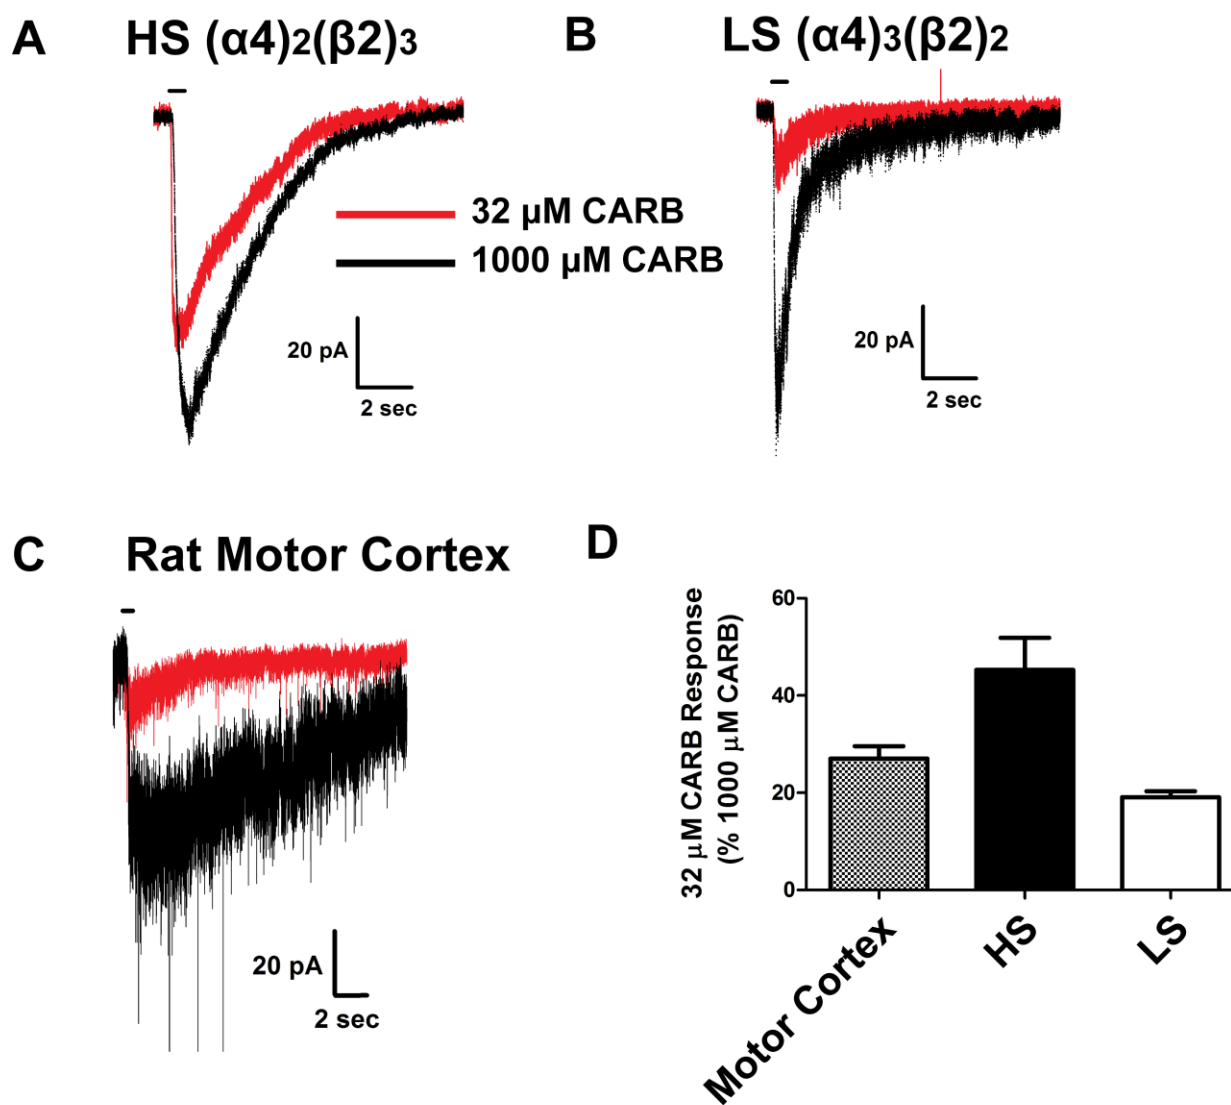 A HS (α4)2(β2)3
B LS (α4)3(β2)2
32 µM CARB
1000 µM CARB
20 pA
2 sec
20 pA
2 sec
C Rat Motor Cortex
20 pA
2 sec
D
32 µM CARB Response
(% 1000 µM CARB)
60
40
20
0
Motor Cortex
HS
LS